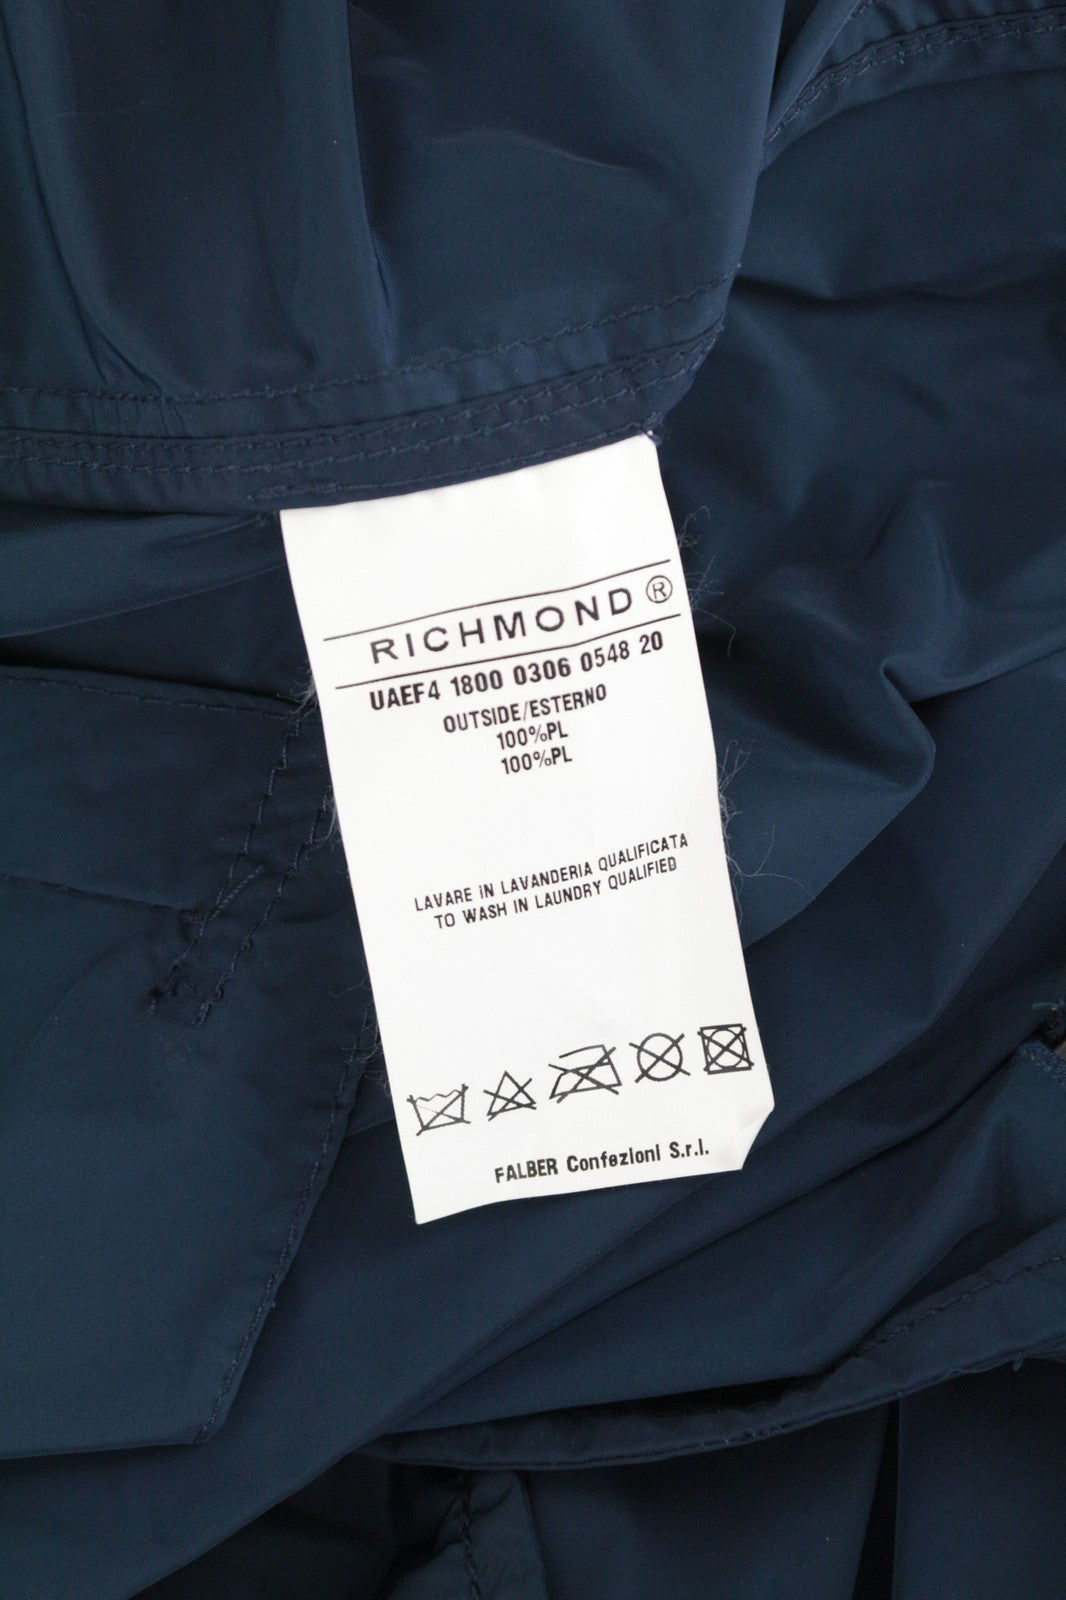 RICHMOND ®
UAEF4 1800 0306 0548 20
OUTSIDE/ESTERNO
100%PL
100%PL
LAVARE IN LAVANDERIA QUALIFICATA
TO WASH IN LAUNDRY QUALIFIED
FALBER Confezioni S.r.l.